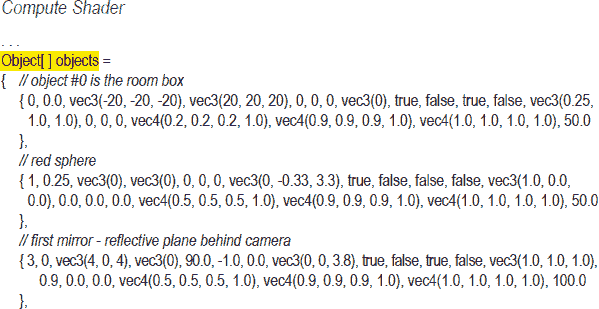 Compute Shader
. . .
Object[ ] objects =
{ // object #0 is the room box
{ 0, 0.0, vec3(-20, -20, -20), vec3(20, 20, 20), 0, 0, 0, vec3(0), true, false, true, false, vec3(0.25,
1.0, 1.0), 0, 0, 0, vec4(0.2, 0.2, 0.2, 1.0), vec4(0.9, 0.9, 0.9, 1.0), vec4(1.0, 1.0, 1.0, 1.0), 50.0
},
// red sphere
{ 1, 0.25, vec3(0), vec3(0), 0, 0, 0, vec3(0, -0.33, 3.3), true, false, false, false, vec3(1.0, 0.0,
0.0), 0.0, 0.0, 0.0, vec4(0.5, 0.5, 0.5, 1.0), vec4(0.9, 0.9, 0.9, 1.0), vec4(1.0, 1.0, 1.0, 1.0), 50.0
},
// first mirror - reflective plane behind camera
{ 3, 0, vec3(4, 0, 4), vec3(0), 90.0, -1.0, 0.0, vec3(0, 0, 3.8), true, false, true, false, vec3(1.0, 1.0, 1.0),
0.9, 0.0, 0.0, vec4(0.5, 0.5, 0.5, 1.0), vec4(0.9, 0.9, 0.9, 1.0), vec4(1.0, 1.0, 1.0, 1.0), 100.0
},